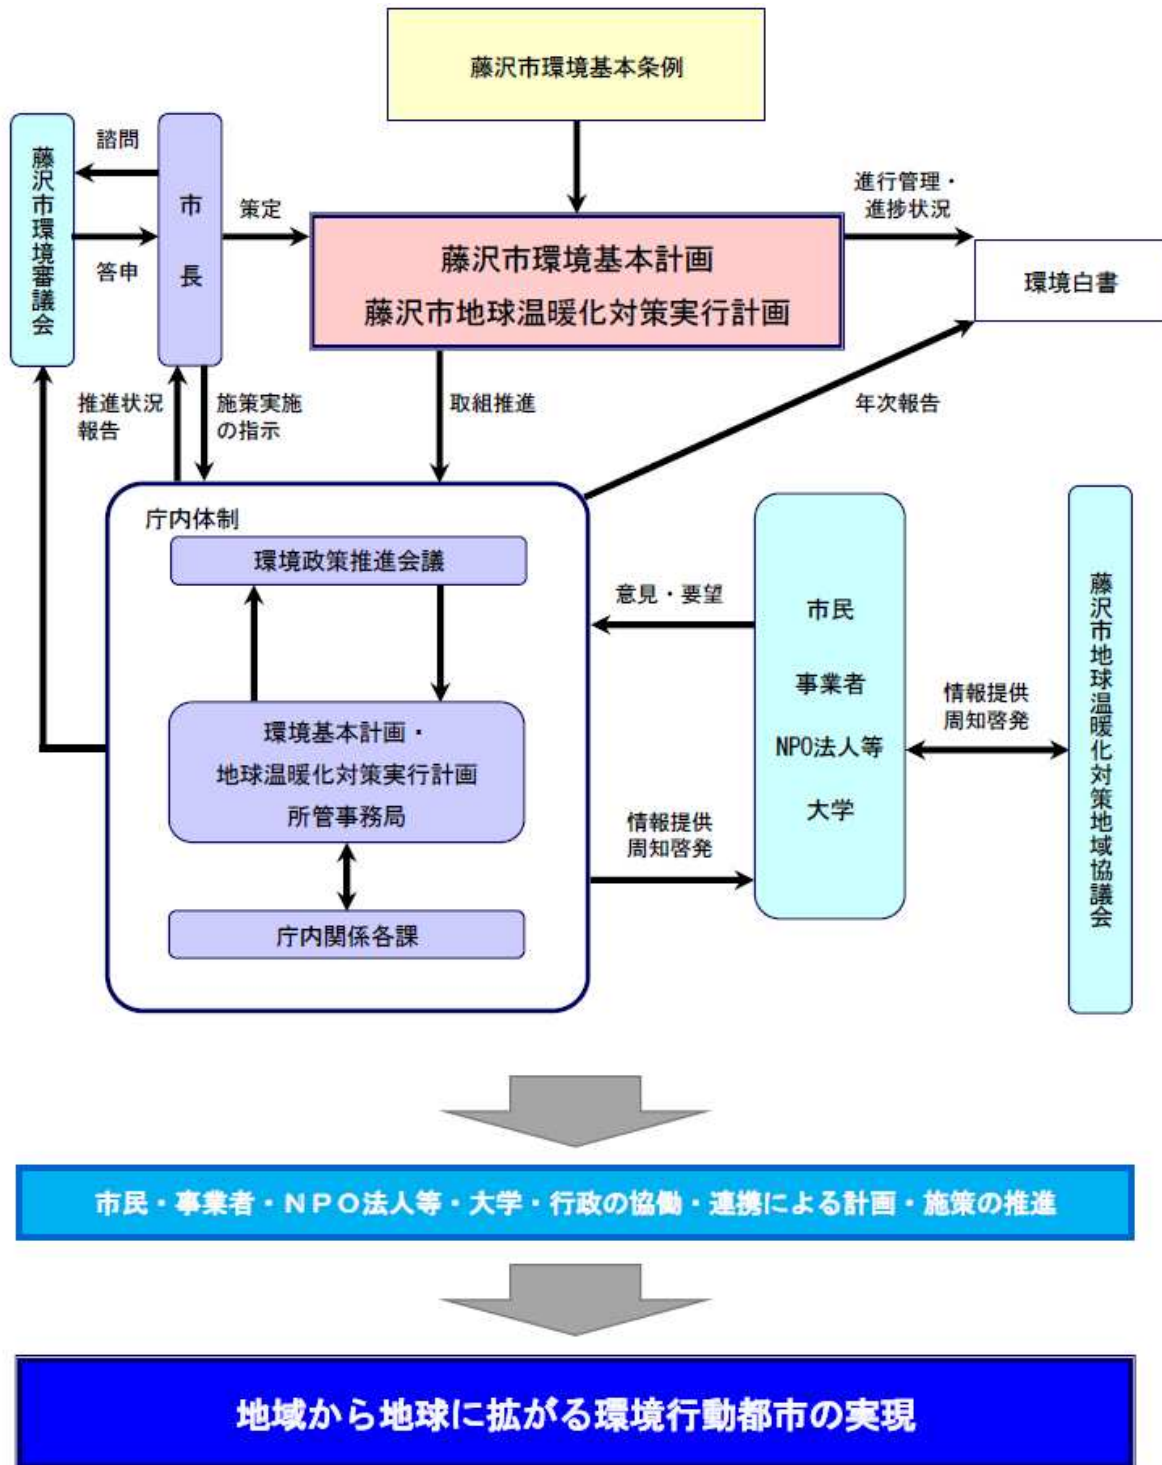 藤沢市環境基本条例
藤沢市環境審議会
諮問
答申
市長
策定
藤沢市環境基本計画
藤沢市地球温暖化対策実行計画
進行管理・
進捗状況
環境白書
推進状況
報告
施策実施
の指示
取組推進
年次報告
庁内体制
環境政策推進会議
環境基本計画・
地球温暖化対策実行計画
所管事務局
庁内関係各課
意見・要望
情報提供
周知啓発
市民
事業者
NPO法人等
大学
情報提供
周知啓発
藤沢市地球温暖化対策地域協議会
市民・事業者・ＮＰＯ法人等・大学・行政の協働・連携による計画・施策の推進
地域から地球に拡がる環境行動都市の実現